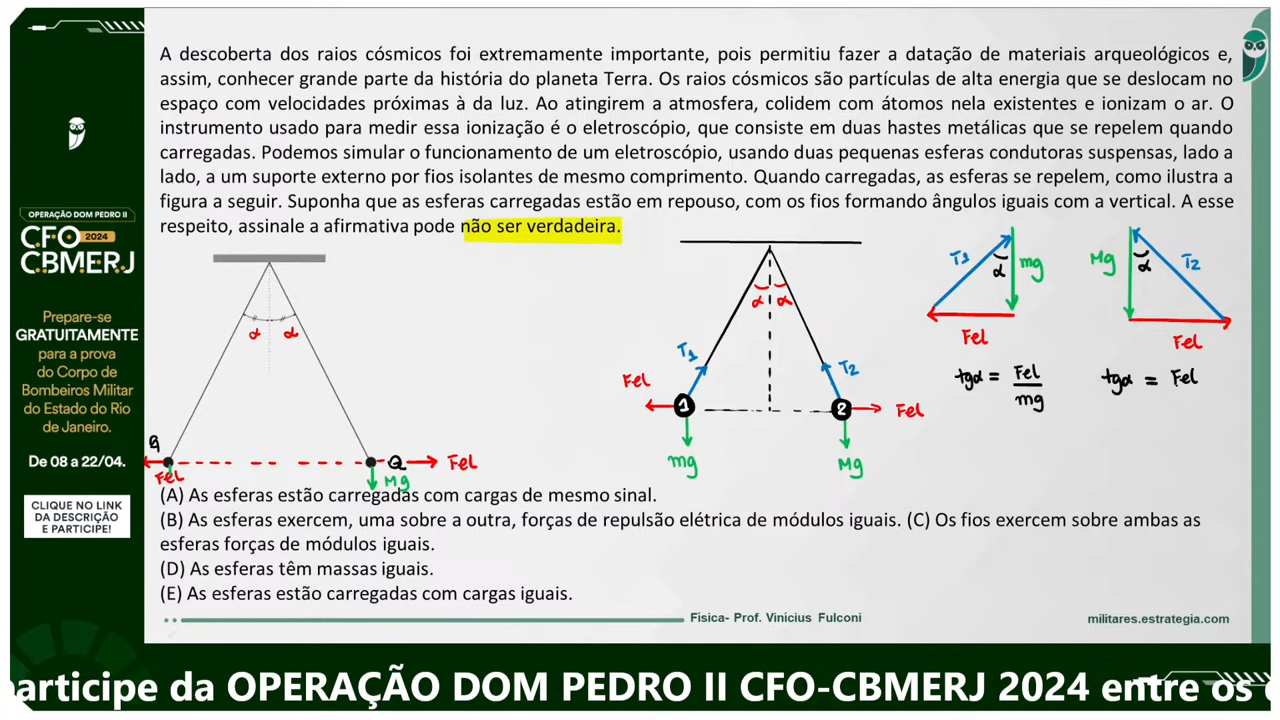 A descoberta dos raios cósmicos foi extremamente importante, pois permitiu fazer a datação de materiais arqueológicos e,
assim, conhecer grande parte da história do planeta Terra. Os raios cósmicos são partículas de alta energia que se deslocam no
espaço com velocidades próximas à da luz. Ao atingirem a atmosfera, colidem com átomos nela existentes e ionizam o ar. O
instrumento usado para medir essa ionização é o eletroscópio, que consiste em duas hastes metálicas que se repelem quando
carregadas. Podemos simular o funcionamento de um eletroscópio, usando duas pequenas esferas condutoras suspensas, lado a
lado, a um suporte externo por fios isolantes de mesmo comprimento. Quando carregadas, as esferas se repelem, como ilustra a
figura a seguir. Suponha que as esferas carregadas estão em repouso, com os fios formando ângulos iguais com a vertical. A esse
respeito, assinale a afirmativa pode não ser verdadeira.
OPERAÇÃO DOM PEDRO II
CFO 2024
CBMERJ
Prepare-se
GRATUITAMENTE
para a prova
do Corpo de
Bombeiros Militar
do Estado do Rio
de Janeiro.
De 08 a 22/04.
CLIQUE NO LINK
DA DESCRIÇÃO
E PARTICIPE!
α α
q Q
Fel Fel
Mg
α α
T1 T2
Fel 1 2 Fel
mg Mg
T1 α mg
Fel
tgα = Fel
mg
Mg α T2
Fel
tgα = Fel
(A) As esferas estão carregadas com cargas de mesmo sinal.
(B) As esferas exercem, uma sobre a outra, forças de repulsão elétrica de módulos iguais. (C) Os fios exercem sobre ambas as
esferas forças de módulos iguais.
(D) As esferas têm massas iguais.
(E) As esferas estão carregadas com cargas iguais.
Física- Prof. Vinicius Fulconi
militares.estrategia.com
participe da OPERAÇÃO DOM PEDRO II CFO-CBMERJ 2024 entre os